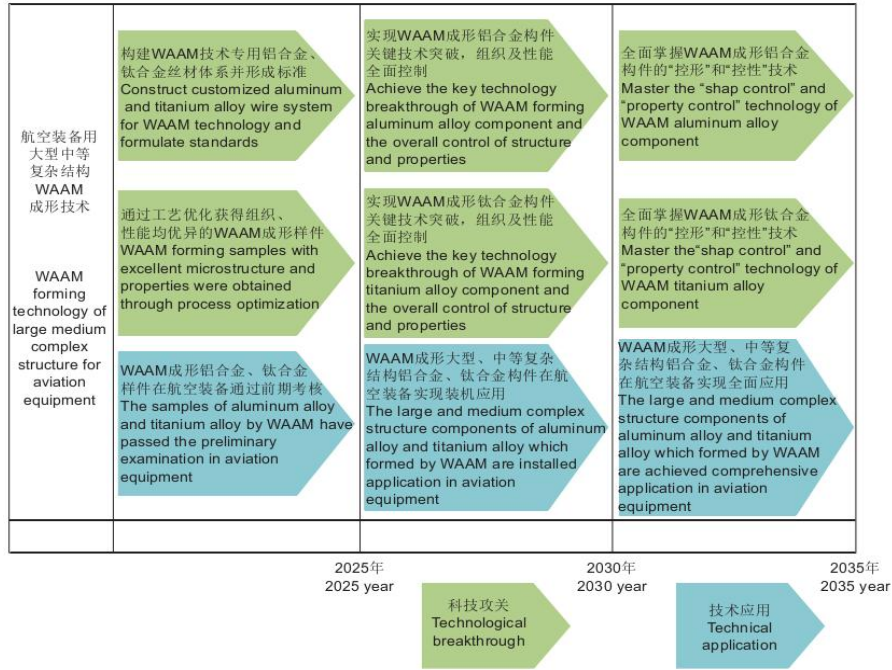 航空装备用
大型中等
复杂结构
WAAM
成形技术
WAAM
forming
technology of
large medium
complex
structure for
aviation
equipment
构建WAAM技术专用铝合金、
钛合金丝材体系并形成标准
Construct customized aluminum
and titanium alloy wire system
for WAAM technology and
formulate standards
实现WAAM成形铝合金构件
关键技术突破，组织及性能
全面控制
Achieve the key technology
breakthrough of WAAM forming
aluminum alloy component and
the overall control of structure
and properties
全面掌握WAAM成形铝合金
构件的“控形”和“控性”技术
Master the “shap control” and
“property control” technology of
WAAM aluminum alloy
component
通过工艺优化获得组织、
性能均优异的WAAM成形样件
WAAM forming samples with
excellent microstructure and
properties were obtained
through process optimization
实现WAAM成形钛合金构件
关键技术突破，组织及性能
全面控制
Achieve the key technology
breakthrough of WAAM forming
titanium alloy component and
the overall control of structure
and properties
全面掌握WAAM成形钛合金
构件的“控形”和“控性”技术
Master the“shap control” and
“property control” technology of
WAAM titanium alloy
component
WAAM成形铝合金、钛合金
样件在航空装备通过前期考核
The samples of aluminum alloy
and titanium alloy by WAAM have
passed the preliminary
examination in aviation
equipment
WAAM成形大型、中等复杂
结构铝合金、钛合金构件在航
空装备实现装机应用
The large and medium complex
structure components of aluminum
alloy and titanium alloy which
formed by WAAM are installed
application in aviation
equipment
WAAM成形大型、中等复
杂结构铝合金、钛合金构件
在航空装备实现全面应用
The large and medium complex
structure components of
aluminum alloy and titanium
alloy which formed by WAAM
are achieved comprehensive
application in aviation
equipment
2025年
2025 year
2030年
2030 year
2035年
2035 year
科技攻关
Technological
breakthrough
技术应用
Technical
application